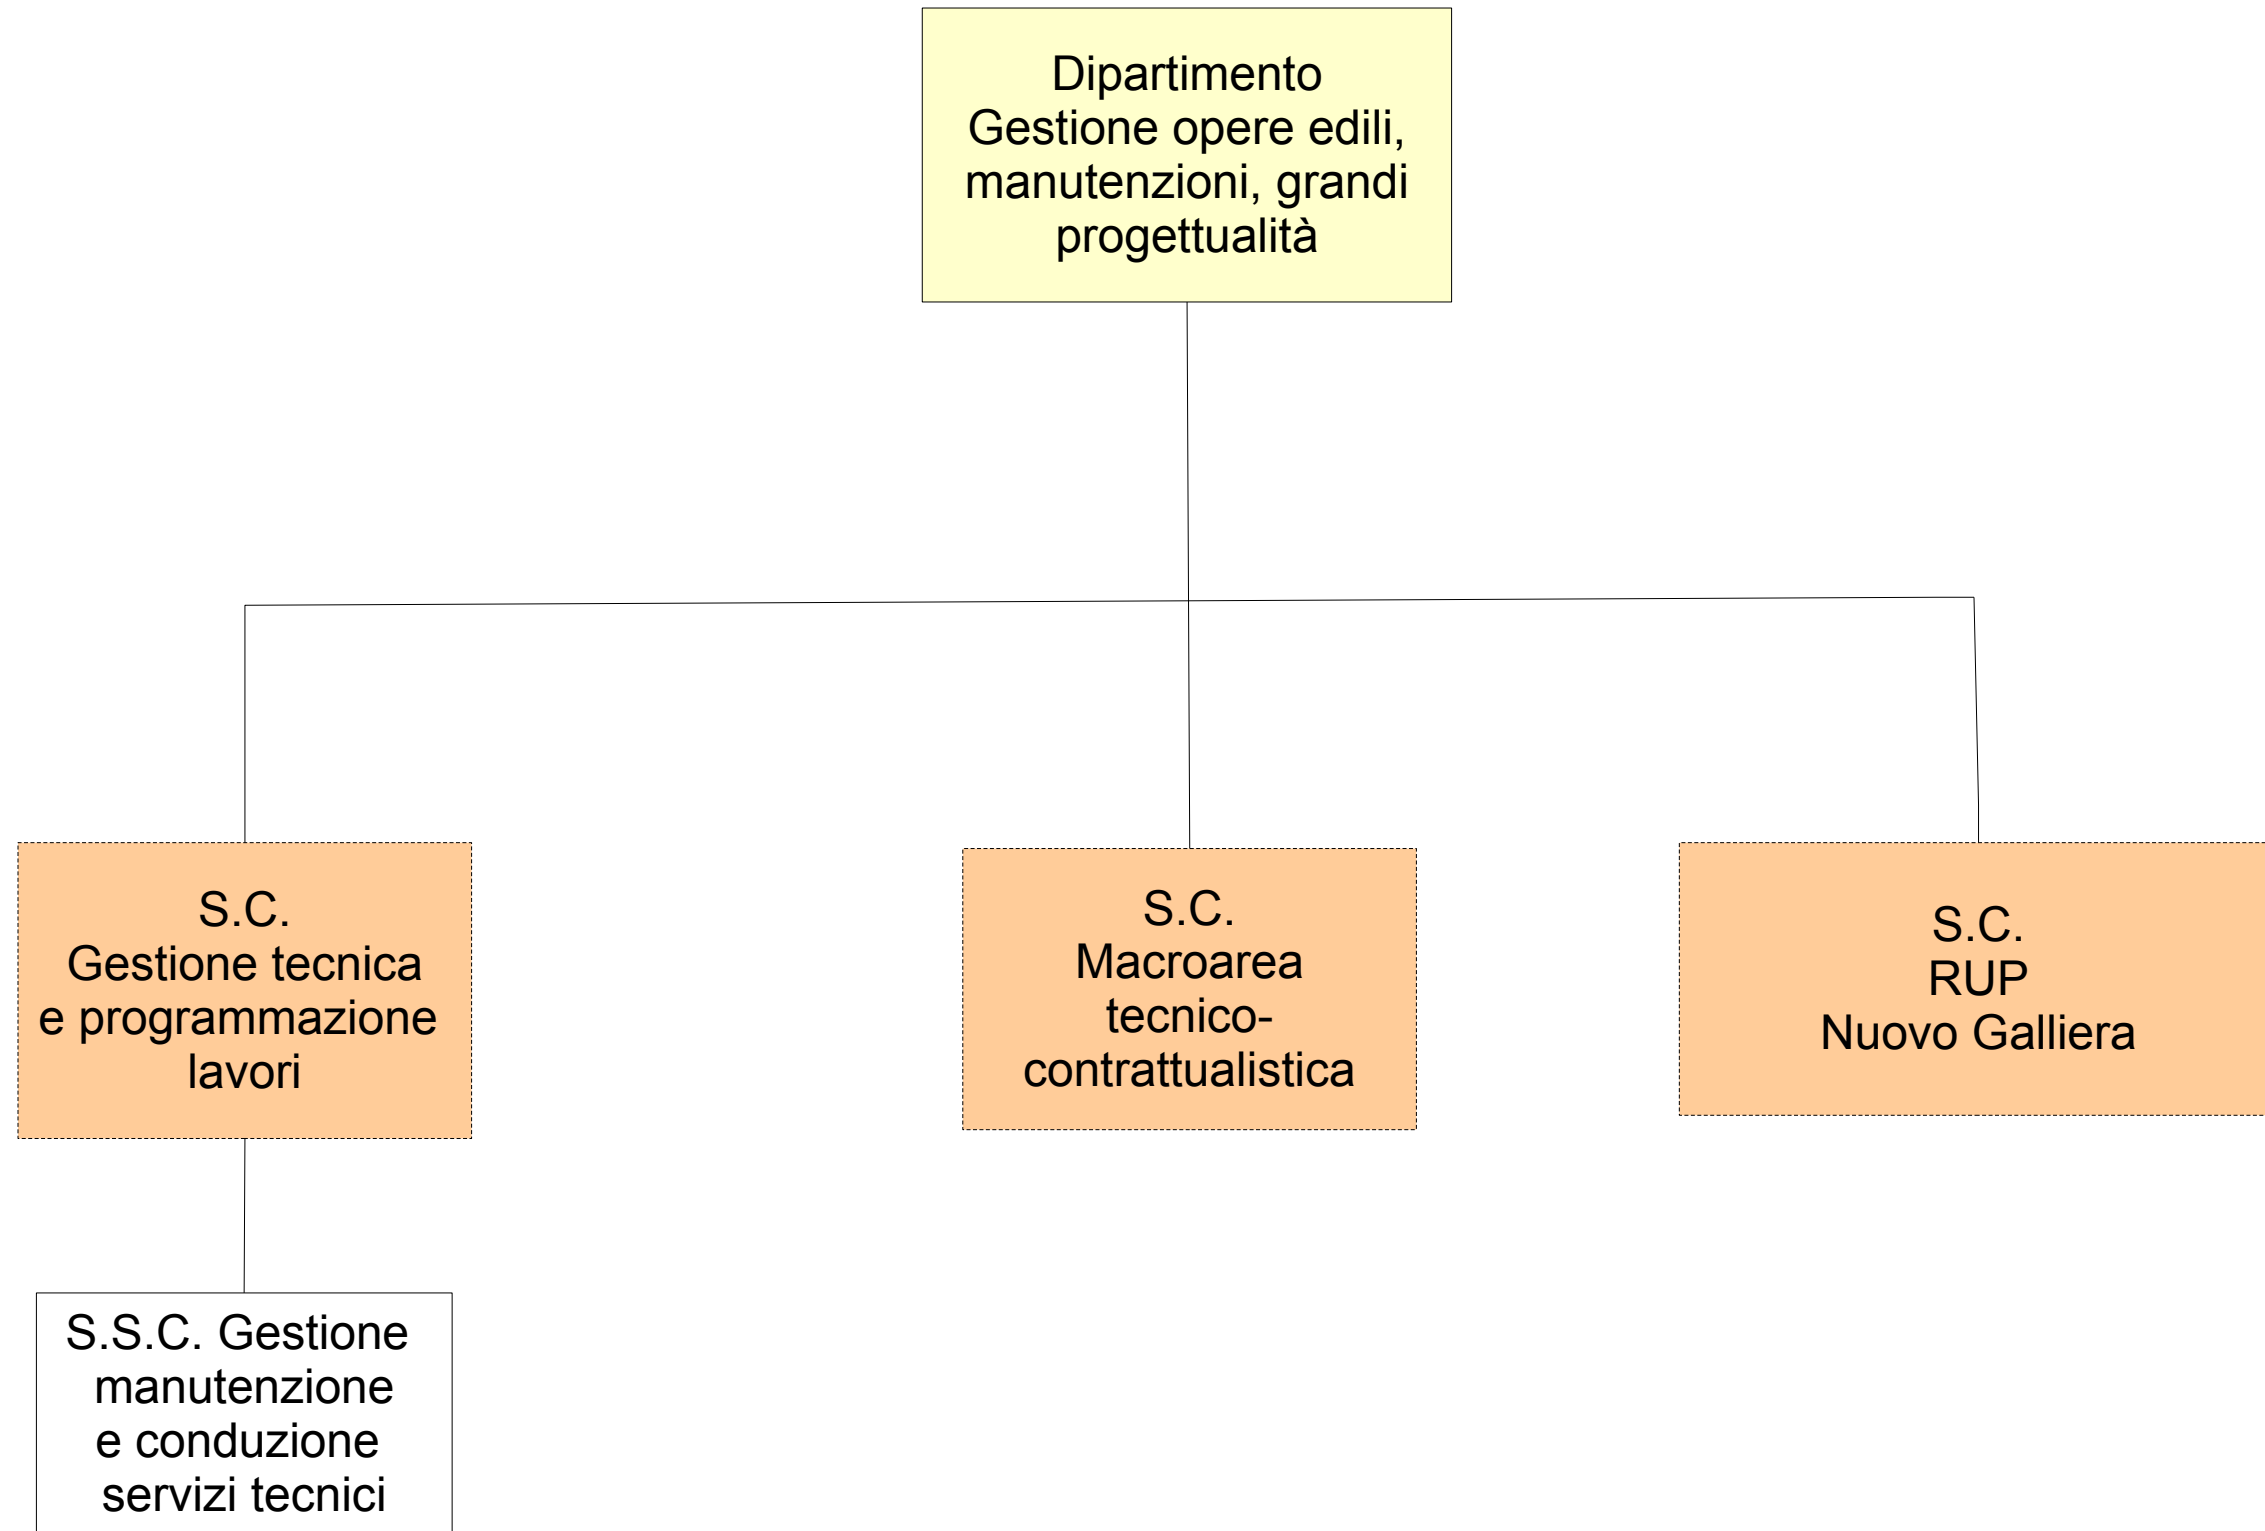 Dipartimento
Gestione opere edili,
manutenzioni, grandi
progettualità
S.C.
Gestione tecnica
e programmazione
lavori
S.C.
Macroarea
tecnico-
contrattualistica
S.C.
RUP
Nuovo Galliera
S.S.C. Gestione
manutenzione
e conduzione
servizi tecnici